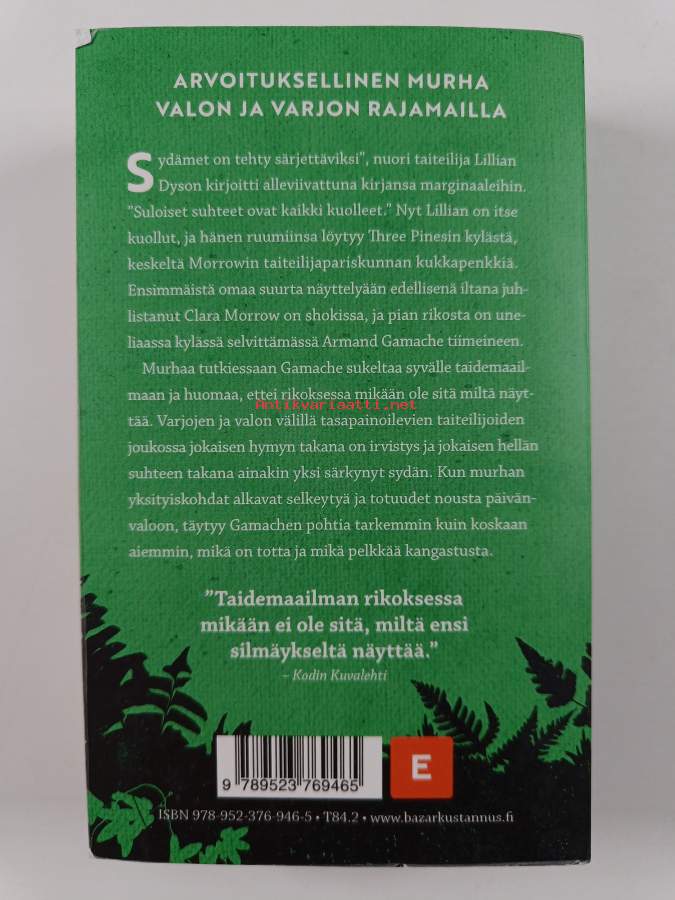 ARVOITUKSELLINEN MURHA
VALON JA VARJON RAJAMAILLA
Sydämet on tehty särjettäviksi”, nuori taiteilija Lillian
Dyson kirjoitti alleviivattuna kirjansa marginaaleihin.
”Suloiset suhteet ovat kaikki kuolleet.” Nyt Lillian on itse
kuollut, ja hänen ruumiinsa löytyy Three Pinesin kylästä,
keskeltä Morrowin taiteilijapariskunnan kukkapenkkiä.
Ensimmäistä omaa suurta näyttelyään edellisenä iltana juh-
listanut Clara Morrow on shokissa, ja pian rikosta on une-
liaassa kylässä selvittämässä Armand Gamache tiimeineen.
Murhaa tutkiessaan Gamache sukeltaa syvälle taidemaail-
maan ja huomaa, ettei rikoksessa mikään ole sitä miltä näyt-
tää. Varjojen ja valon välillä tasapainoilevien taiteilijoiden
Antikvariaatti.net
joukossa jokaisen hymyn takana on irvistys ja jokaisen hellän
suhteen takana ainakin yksi särkynyt sydän. Kun murhan
yksityiskohdat alkavat selkeytyä ja totuudet nousta päivän-
valoon, täytyy Gamachen pohtia tarkemmin kuin koskaan
aiemmin, mikä on totta ja mikä pelkkää kangastusta.
”Taidemaailman rikoksessa
mikään ei ole sitä, miltä ensi
silmäykseltä näyttää.”
– Kodin Kuvalehti
E
9 789523 769465
ISBN 978-952-376-946-5 • T84.2 • www.bazarkustannus.fi